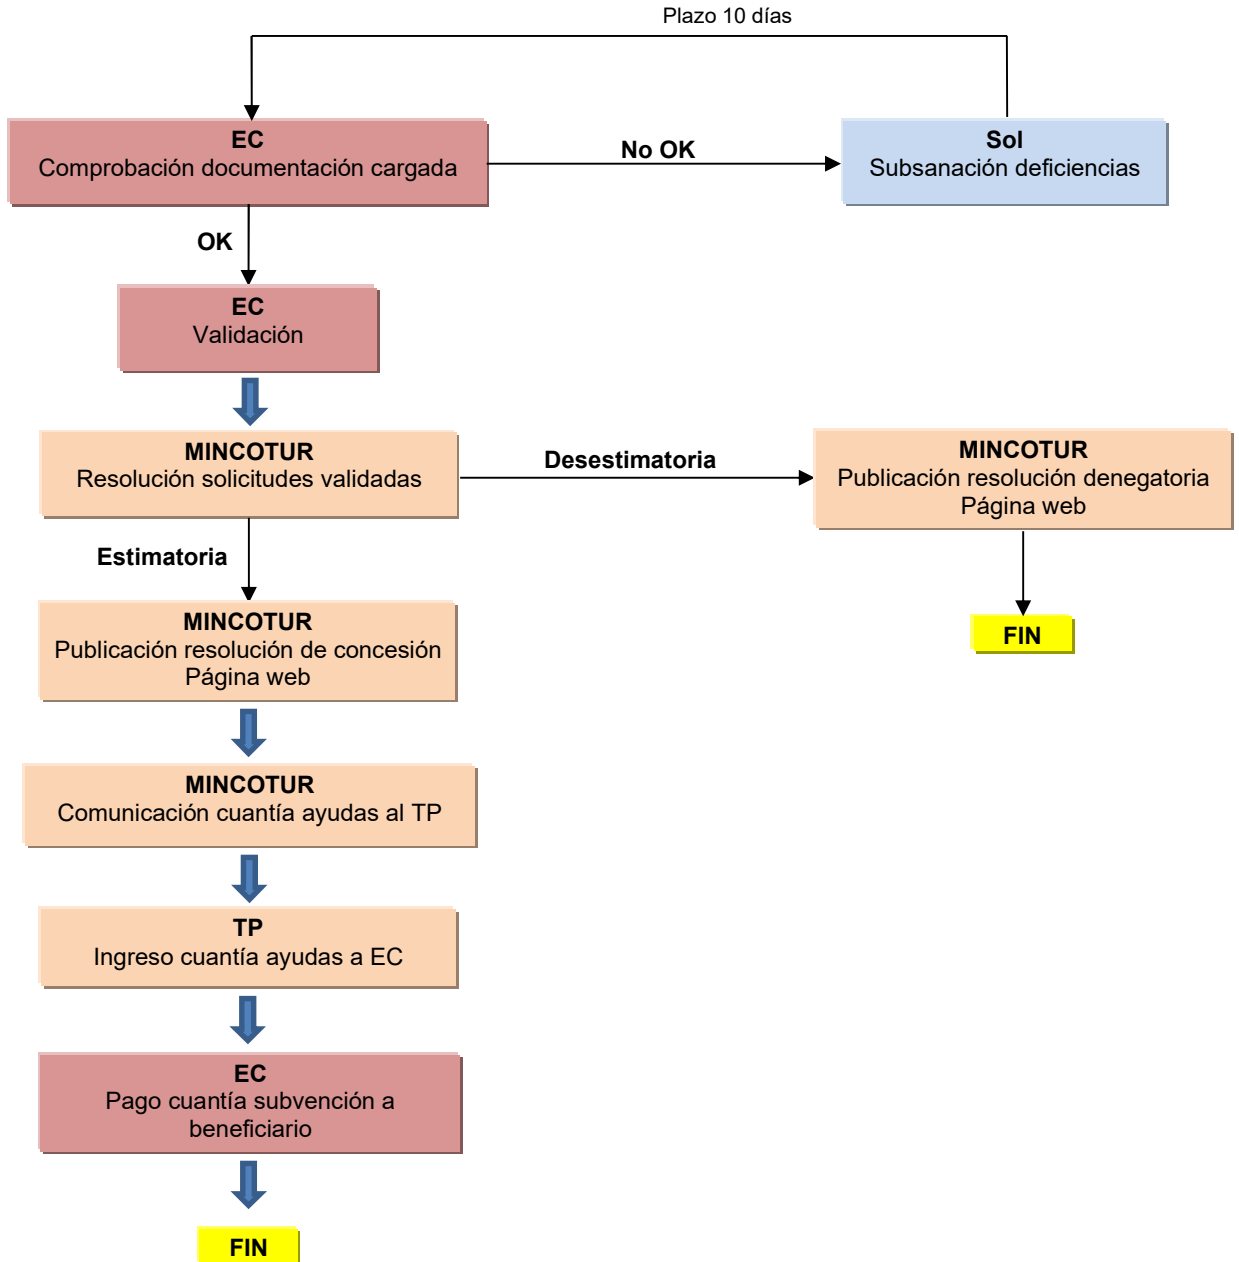 Plazo 10 días
EC
Comprobación documentación cargada
No OK
Sol
Subsanación deficiencias
OK
EC
Validación
MINCOTUR
Resolución solicitudes validadas
Desestimatoria
MINCOTUR
Publicación resolución denegatoria
Página web
Estimatoria
FIN
MINCOTUR
Publicación resolución de concesión
Página web
MINCOTUR
Comunicación cuantía ayudas al TP
TP
Ingreso cuantía ayudas a EC
EC
Pago cuantía subvención a
beneficiario
FIN